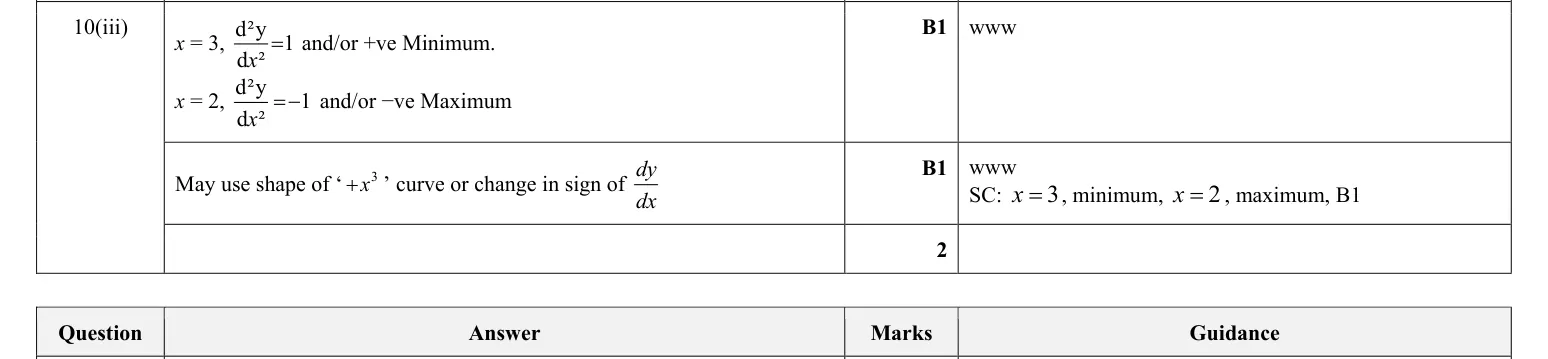 10(iii)
x = 3, d²y/dx² =1 and/or +ve Minimum.
B1
www
x = 2, d²y/dx² =−1 and/or −ve Maximum
May use shape of ‘ +x³ ’ curve or change in sign of dy/dx
B1
www
SC: x = 3, minimum, x = 2, maximum, B1
2
Question Answer Marks Guidance